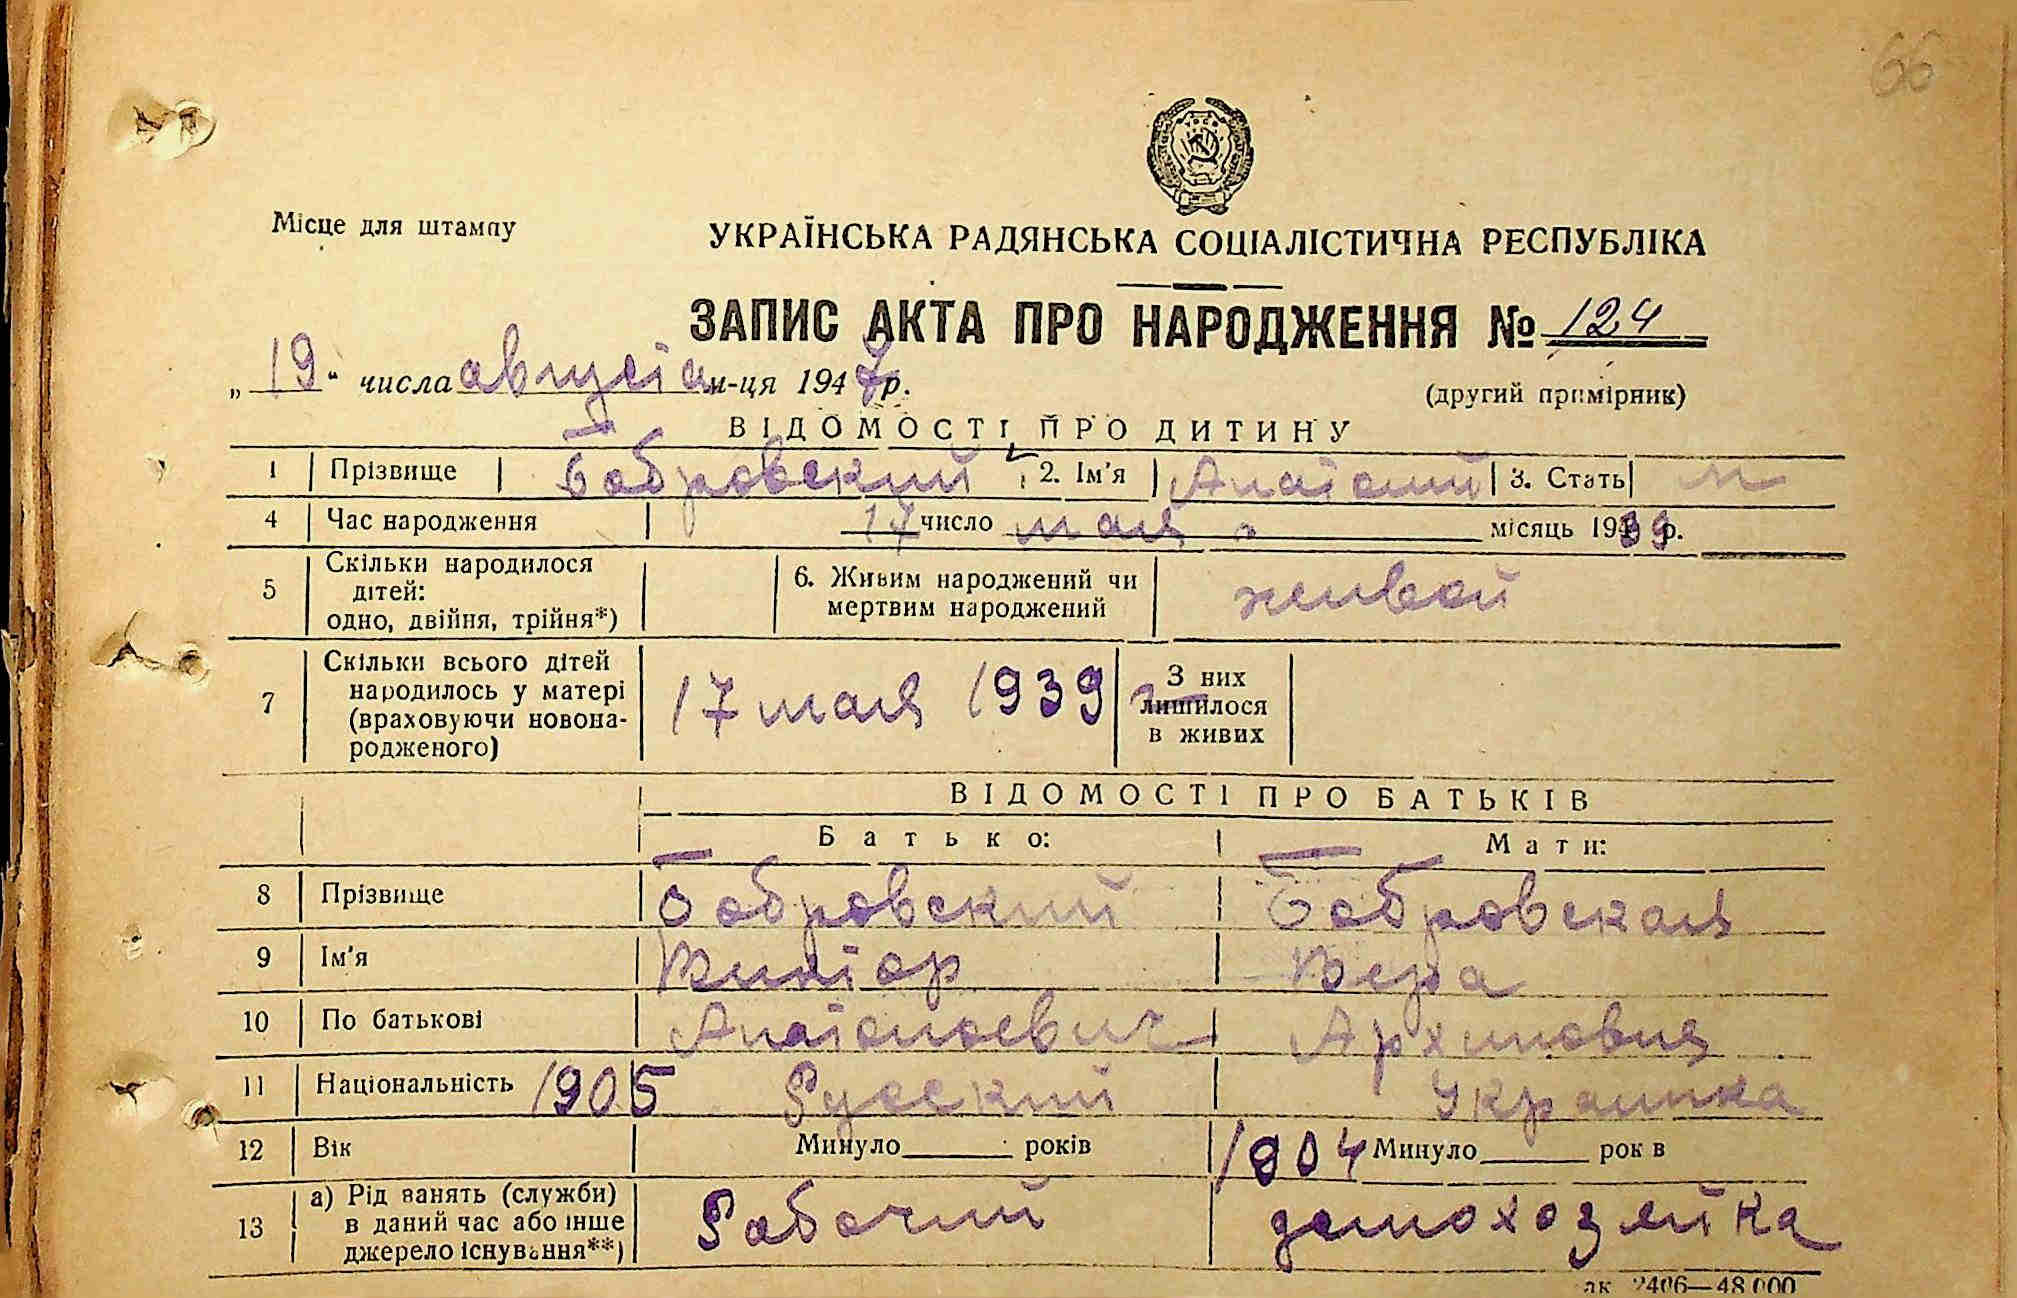 66
Місце для штампу
УКРАЇНСЬКА РАДЯНСЬКА СОЦІАЛІСТИЧНА РЕСПУБЛІКА
ЗАПИС АКТА ПРО НАРОДЖЕННЯ № 124
„ 19 “ числа августа м-ця 1947 р.
(другий примірник)
ВІДОМОСТІ ПРО ДИТИНУ
1 Прізвище Бобровский 2. Ім'я Анатолий 3. Стать м
4 Час народження 17 число мая місяць 1939 р.
5 Скільки народилося дітей: одно, двійня, трійня*) 6. Живим народжений чи мертвим народжений живой
7 Скільки всього дітей народилось у матері (враховуючи новона-родженого) 17 мая 1939 З них лишилося в живих
ВІДОМОСТІ ПРО БАТЬКІВ
Батько: Мати:
8 Прізвище Бобровский Бобровская
9 Ім'я Виктор Вера
10 По батькові Анатольевич Архиповна
11 Національність 1905 Русский Украинка
12 Вік Минуло років 1904 Минуло рок в
13 а) Рід занять (служби) в даний час або інше джерело існування**) Рабочий домохозяйка
2406—48.000